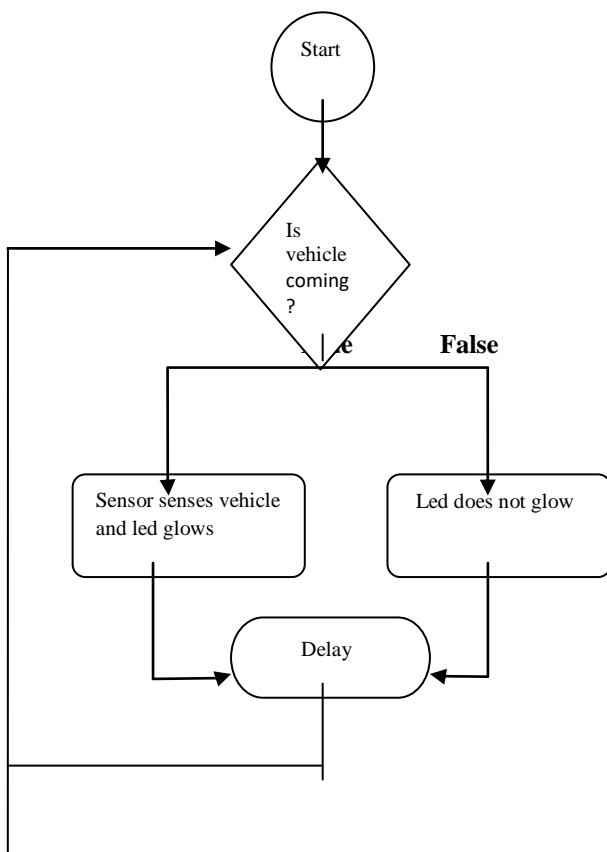 Start
Is
vehicle
coming
?
False
Sensor senses vehicle
and led glows
Led does not glow
Delay